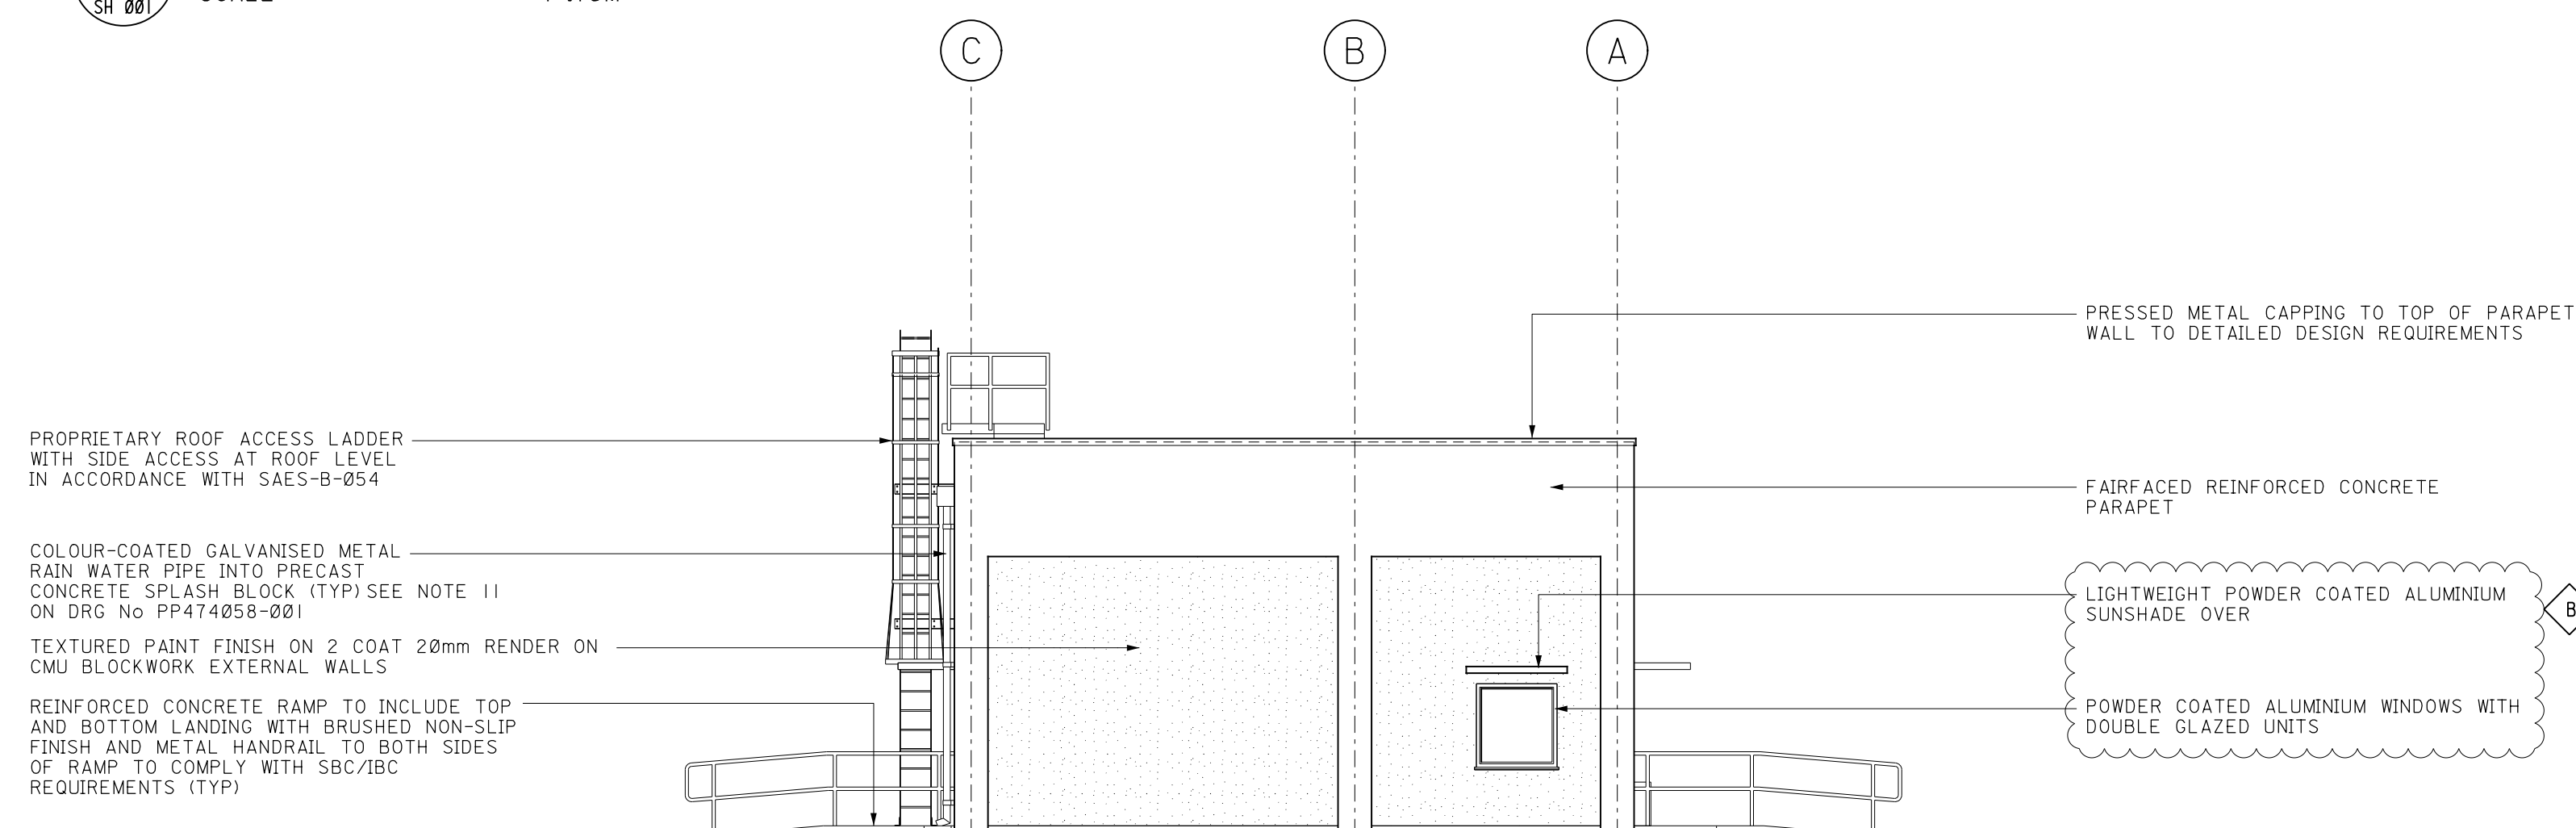 SH 001
C
B
A
PRESSED METAL CAPPING TO TOP OF PARAPET
WALL TO DETAILED DESIGN REQUIREMENTS
PROPRIETARY ROOF ACCESS LADDER
WITH SIDE ACCESS AT ROOF LEVEL
IN ACCORDANCE WITH SAES-B-Ø54
FAIRFACED REINFORCED CONCRETE
PARAPET
COLOUR-COATED GALVANISED METAL
RAIN WATER PIPE INTO PRECAST
CONCRETE SPLASH BLOCK (TYP) SEE NOTE 11
ON DRG No PP474Ø58-ØØ1
LIGHTWEIGHT POWDER COATED ALUMINIUM
SUNSHADE OVER
B
TEXTURED PAINT FINISH ON 2 COAT 2Ømm RENDER ON
CMU BLOCKWORK EXTERNAL WALLS
REINFORCED CONCRETE RAMP TO INCLUDE TOP
AND BOTTOM LANDING WITH BRUSHED NON-SLIP
FINISH AND METAL HANDRAIL TO BOTH SIDES
OF RAMP TO COMPLY WITH SBC/IBC
REQUIREMENTS (TYP)
POWDER COATED ALUMINIUM WINDOWS WITH
DOUBLE GLAZED UNITS